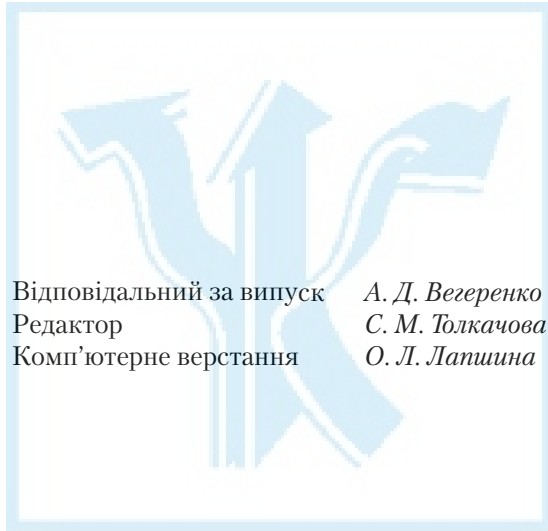 Відповідальний за випуск А. Д. Вегеренко
Редактор С. М. Толкачова
Комп’ютерне верстання О. Л. Лапшина